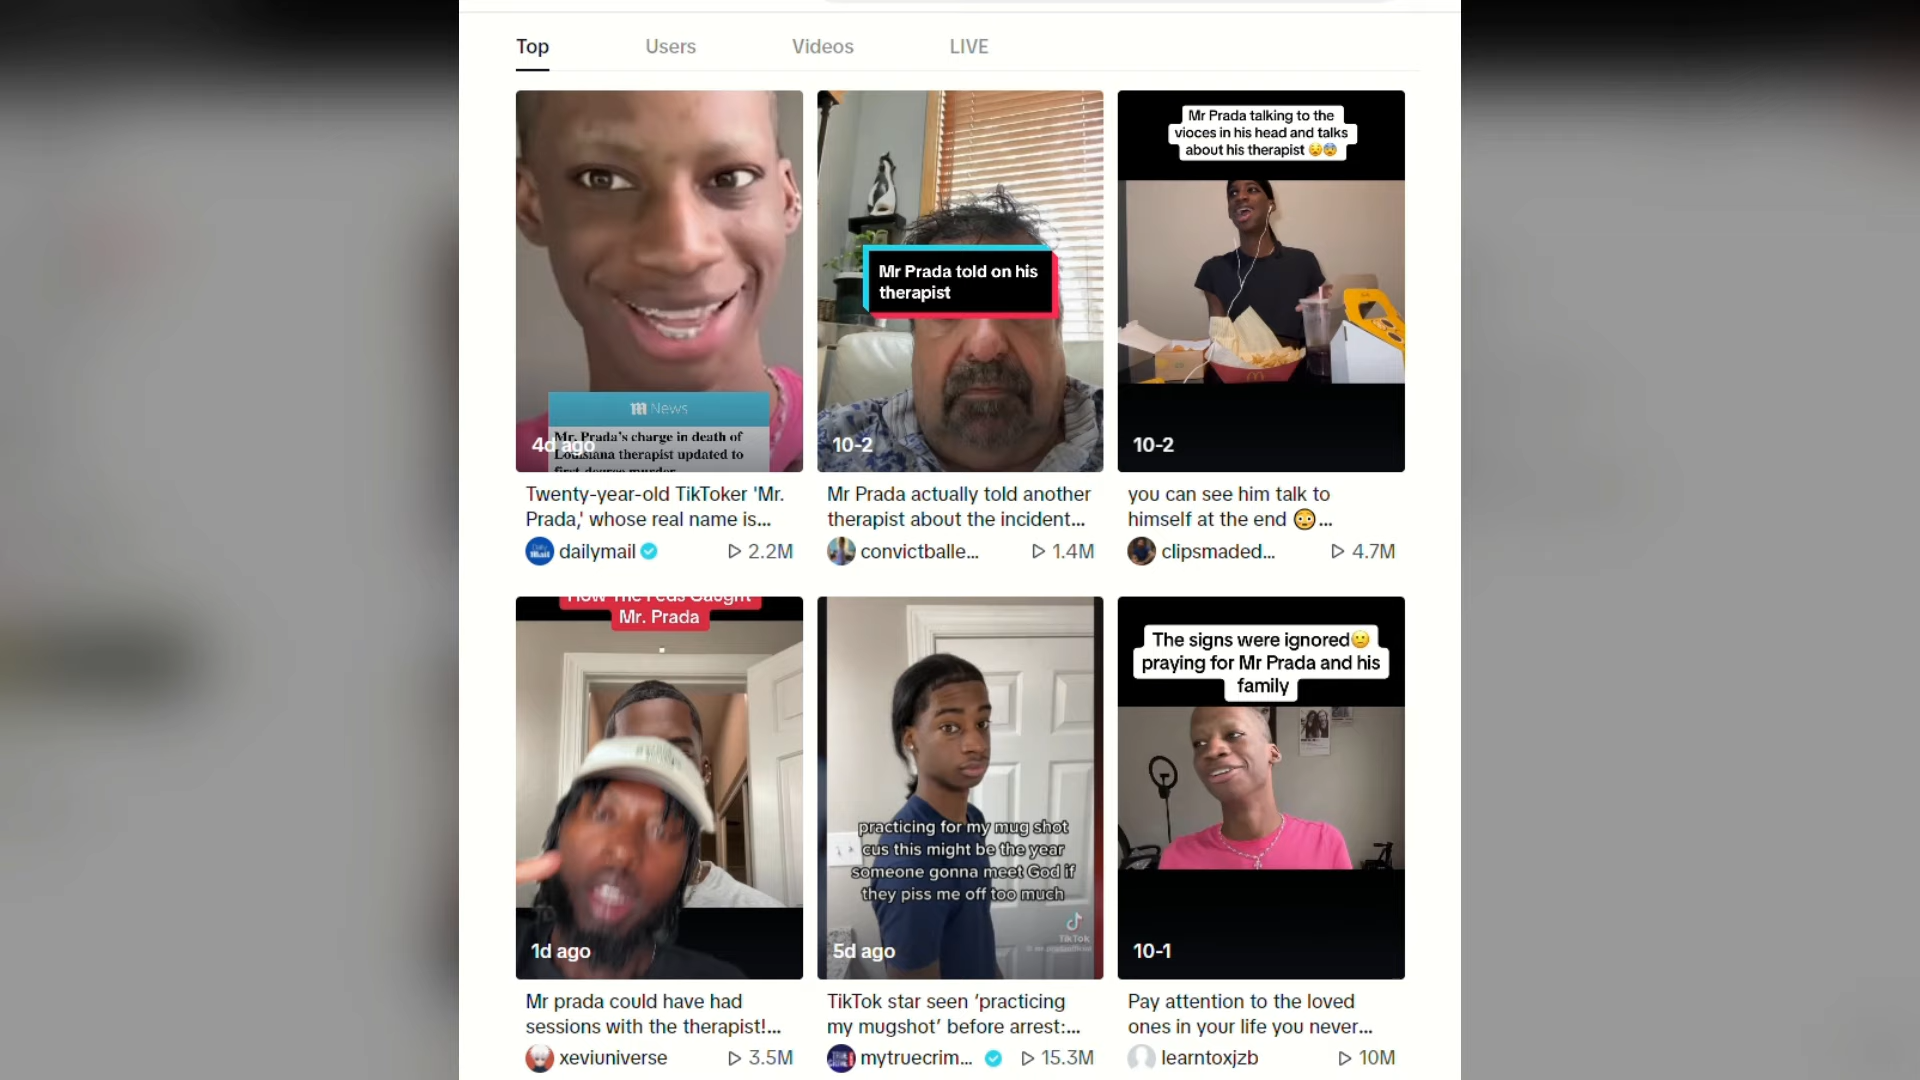 Top
Users
Videos
LIVE
News
Mr. Prada's charge in death of
Louisiana therapist updated to
first-degree murder
4d ago
Mr Prada told on his
therapist
10-2
Mr Prada talking to the
vioces in his head and talks
about his therapist 😔😨
10-2
Twenty-year-old TikToker 'Mr.
Prada,' whose real name is...
dailymail
2.2M
Mr Prada actually told another
therapist about the incident...
convictballe...
1.4M
you can see him talk to
himself at the end 😳...
clipsmaded...
4.7M
How The Feds Caught
Mr. Prada
1d ago
practicing for my mug shot
cus this might be the year
someone gonna meet God if
they piss me off too much
TikTok
5d ago
The signs were ignored🙁
praying for Mr Prada and his
family
10-1
Mr prada could have had
sessions with the therapist!...
xeviuniverse
3.5M
TikTok star seen ‘practicing
my mugshot’ before arrest:...
mytruecrim...
15.3M
Pay attention to the loved
ones in your life you never...
learntoxjzb
10M